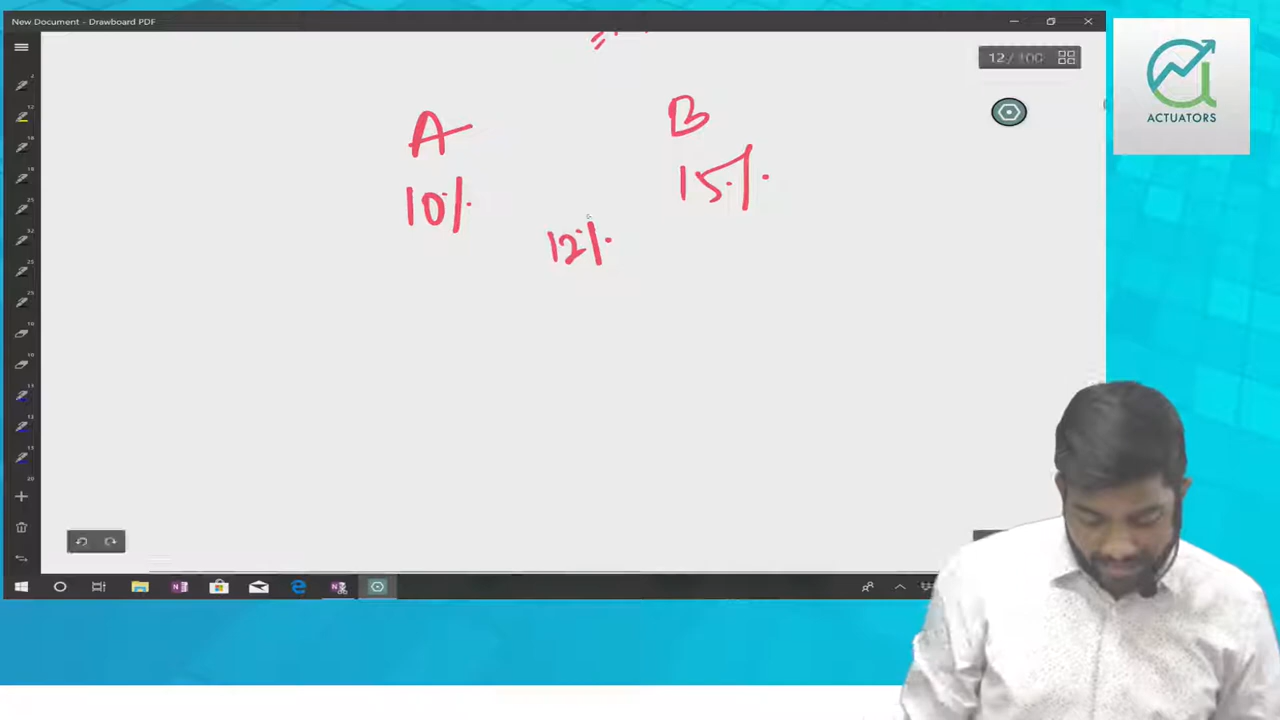 New Document - Drawboard PDF
12 / 100
A
B
10%
15%
12%
ACTUATORS